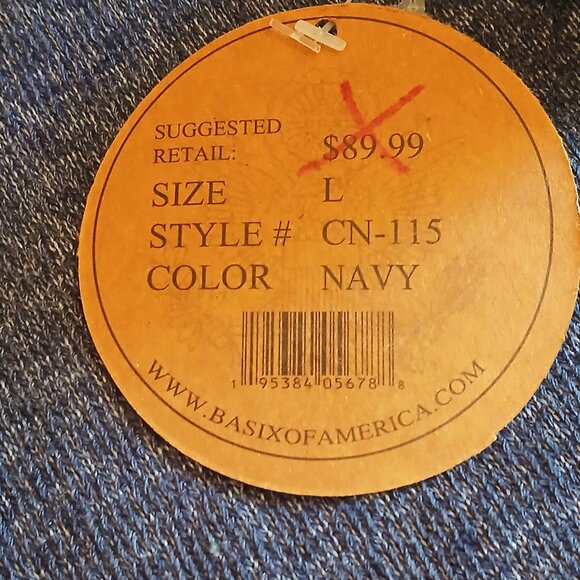 SUGGESTED
RETAIL: $89.99
SIZE L
STYLE # CN-115
COLOR NAVY
1 95384 05678 8
WWW.BASIXOFAMERICA.COM